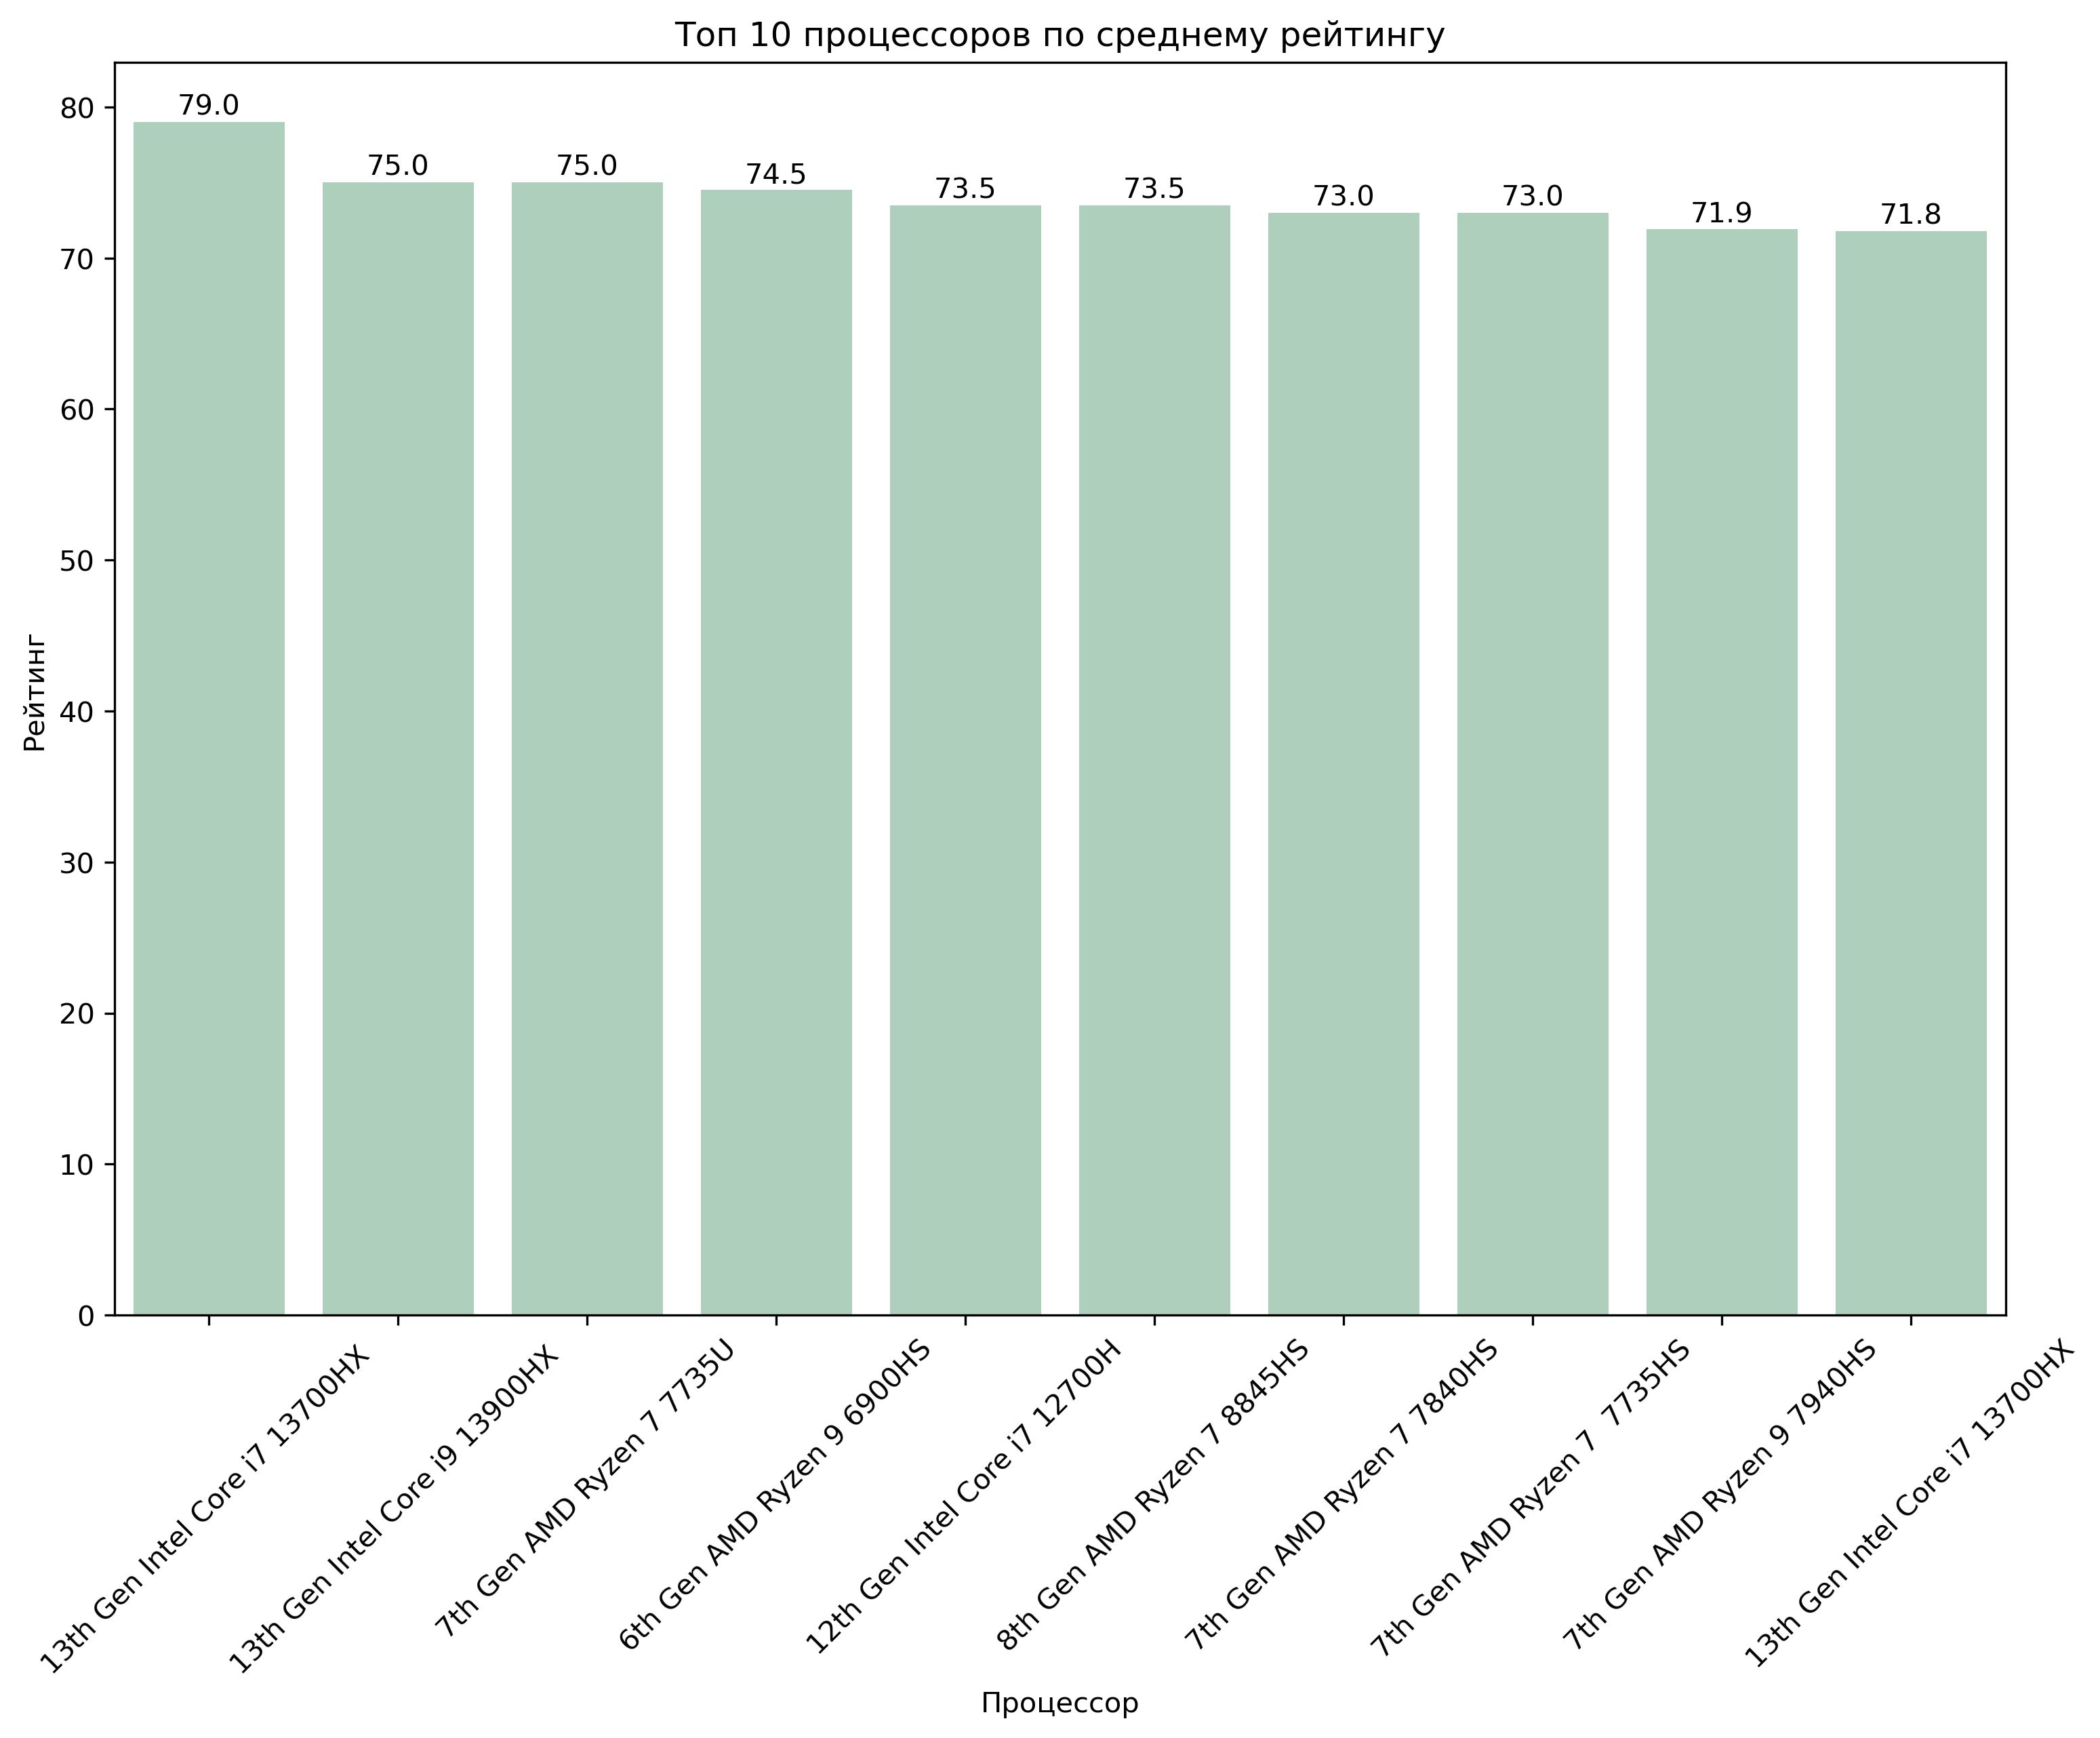 Топ 10 процессоров по среднему рейтингу
Рейтинг
80
70
60
50
40
30
20
10
0
79.0
75.0
75.0
74.5
73.5
73.5
73.0
73.0
71.9
71.8
13th Gen Intel Core i7 13700HX
13th Gen Intel Core i9 13900HX
7th Gen AMD Ryzen 7 7735U
6th Gen AMD Ryzen 9 6900HS
12th Gen Intel Core i7 12700H
8th Gen AMD Ryzen 7 8845HS
7th Gen AMD Ryzen 7 7840HS
7th Gen AMD Ryzen 7  7735HS
7th Gen AMD Ryzen 9 7940HS
13th Gen Intel Core i7 13700HX
Процессор